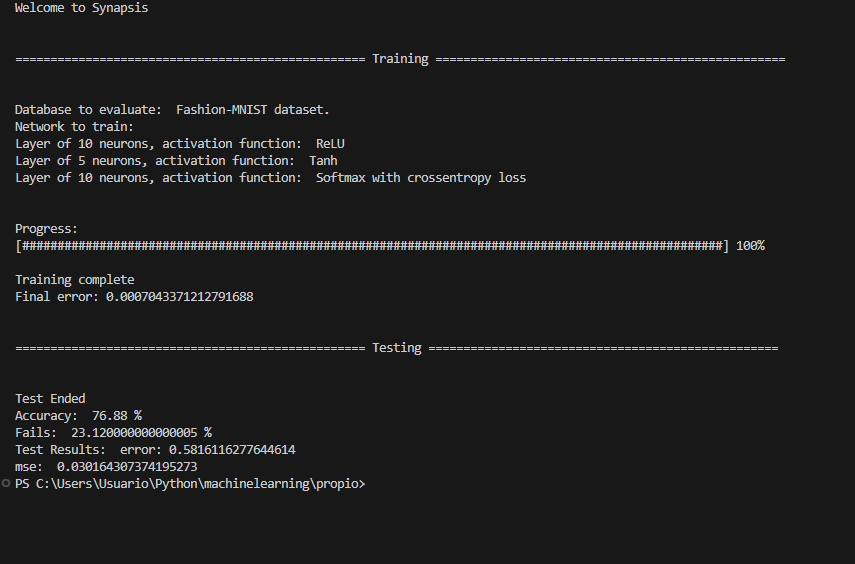 Welcome to Synapsis
================================================== Training ==================================================
Database to evaluate:  Fashion-MNIST dataset.
Network to train:
Layer of 10 neurons, activation function:  ReLU
Layer of 5 neurons, activation function:  Tanh
Layer of 10 neurons, activation function:  Softmax with crossentropy loss
Progress:
[####################################################################################################] 100%
Training complete
Final error: 0.0007043371212791688
================================================== Testing ==================================================
Test Ended
Accuracy:  76.88 %
Fails:  23.120000000000005 %
Test Results:  error: 0.5816116277644614
mse:  0.030164307374195273
PS C:\Users\Usuario\Python\machinelearning\propio>